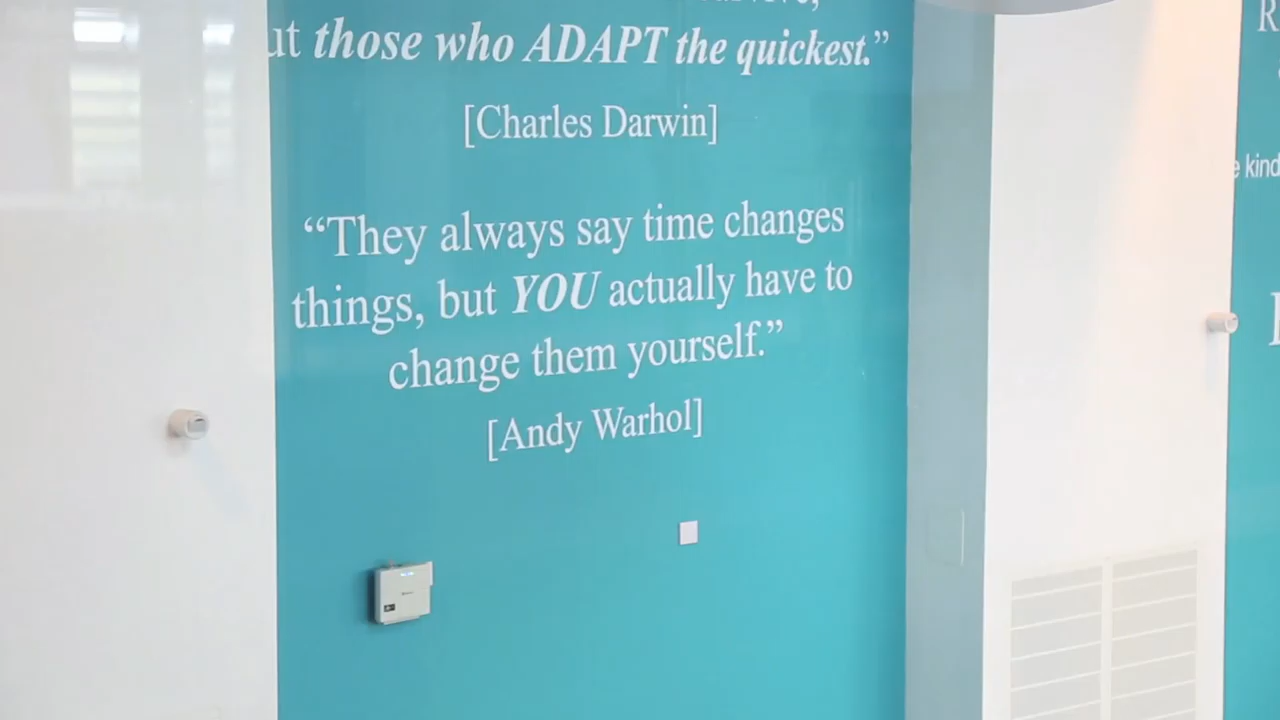 those who ADAPT the quickest.”
[Charles Darwin]
“They always say time changes
things, but YOU actually have to
change them yourself.”
[Andy Warhol]
kind